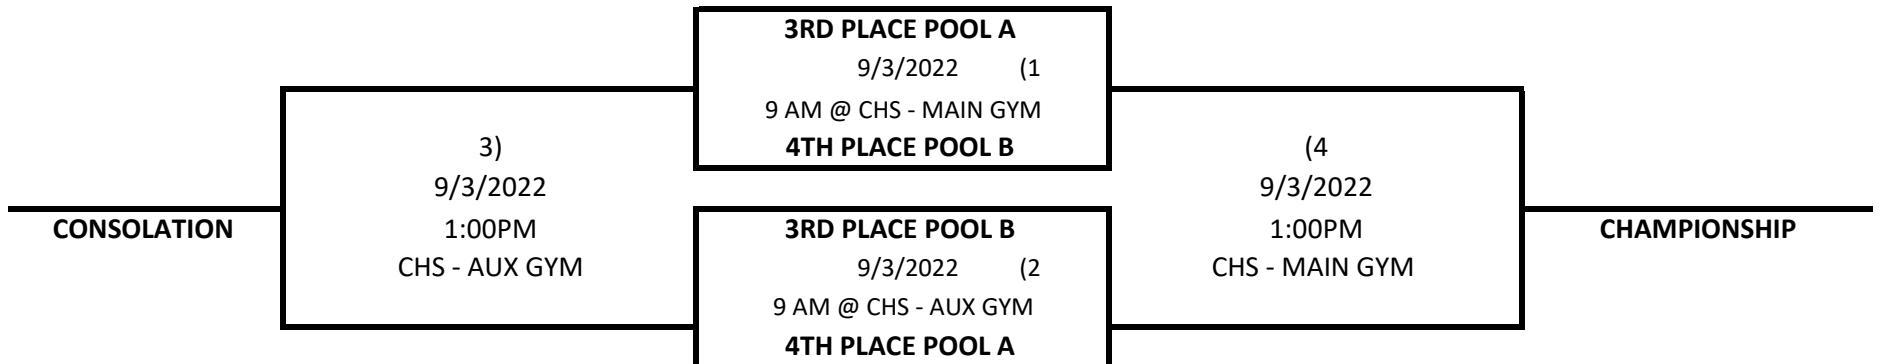 3RD PLACE POOL A
9/3/2022 (1
9 AM @ CHS - MAIN GYM
4TH PLACE POOL B
3)
9/3/2022
1:00PM
CHS - AUX GYM
CONSOLATION
3RD PLACE POOL B
9/3/2022 (2
9 AM @ CHS - AUX GYM
4TH PLACE POOL A
(4
9/3/2022
1:00PM
CHS - MAIN GYM
CHAMPIONSHIP